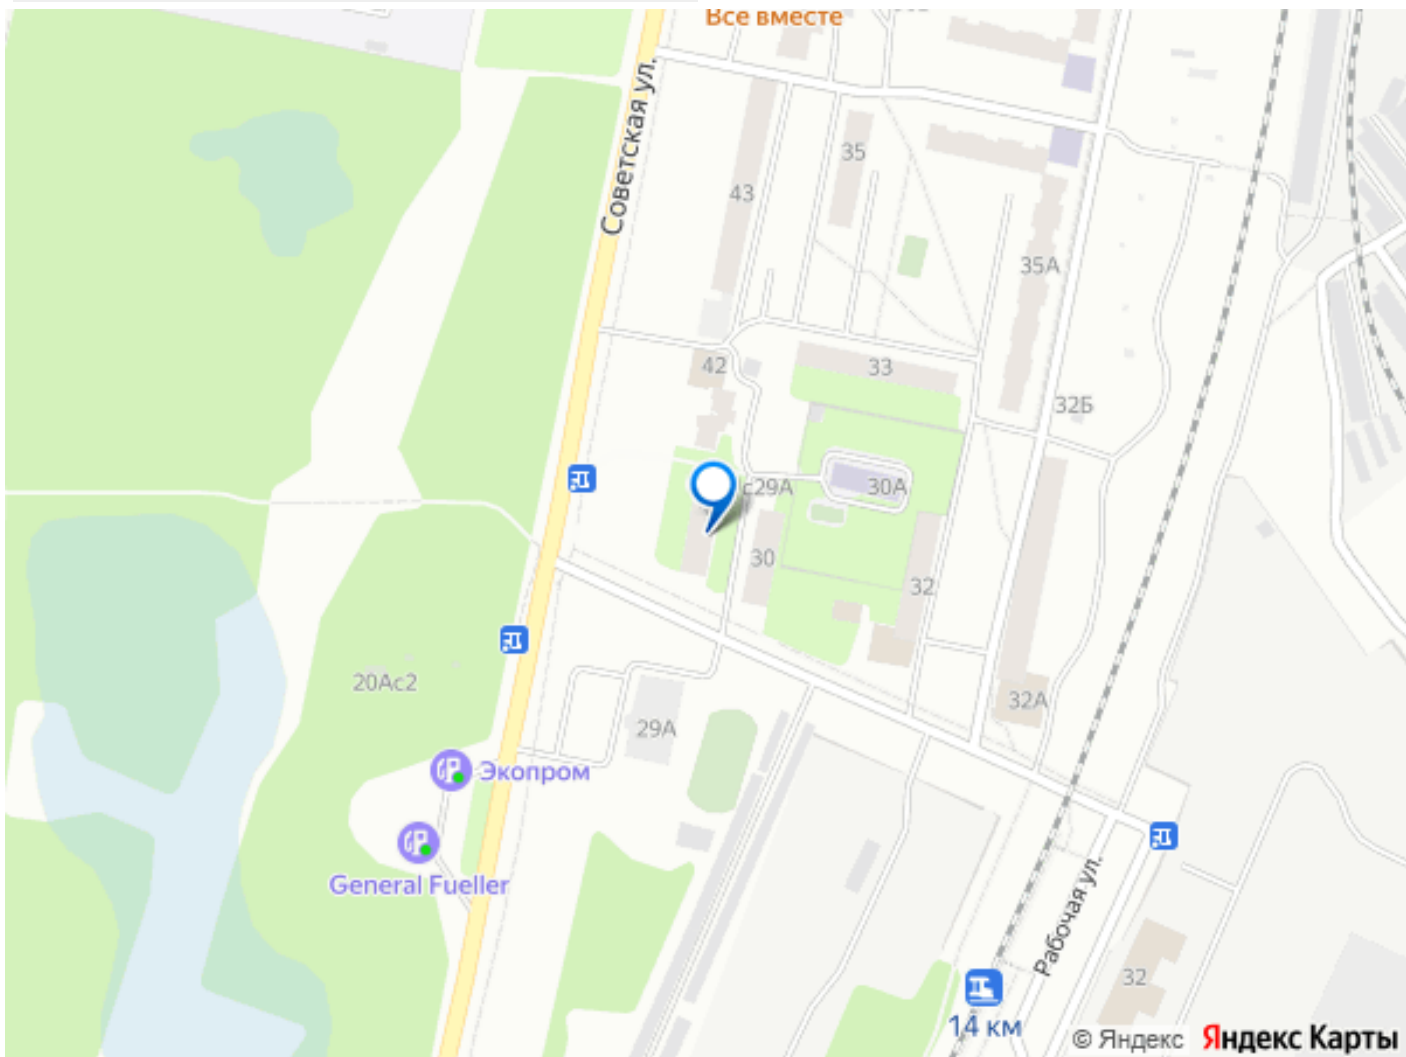 Все вместе
Советская ул.
35
43
35А
42
33
32Б
с29А
30А
30
32
20Ас2
29А
32А
Экопром
General Fueller
Рабочая ул.
32
14 км
© Яндекс Яндекс Карты